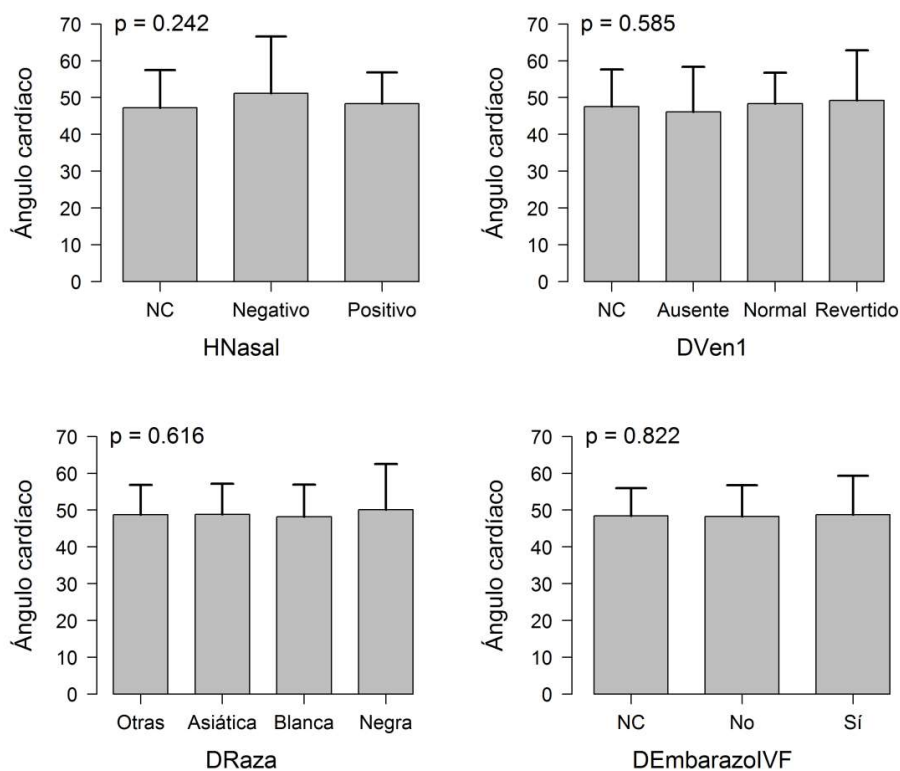 p = 0.242
Ángulo cardíaco
70
60
50
40
30
20
10
0
NC Negativo Positivo
HNasal
p = 0.585
Ángulo cardíaco
70
60
50
40
30
20
10
0
NC Ausente Normal Revertido
DVen1
p = 0.616
Ángulo cardíaco
70
60
50
40
30
20
10
0
Otras Asiática Blanca Negra
DRaza
p = 0.822
Ángulo cardíaco
70
60
50
40
30
20
10
0
NC No Sí
DEmbarazoIVF